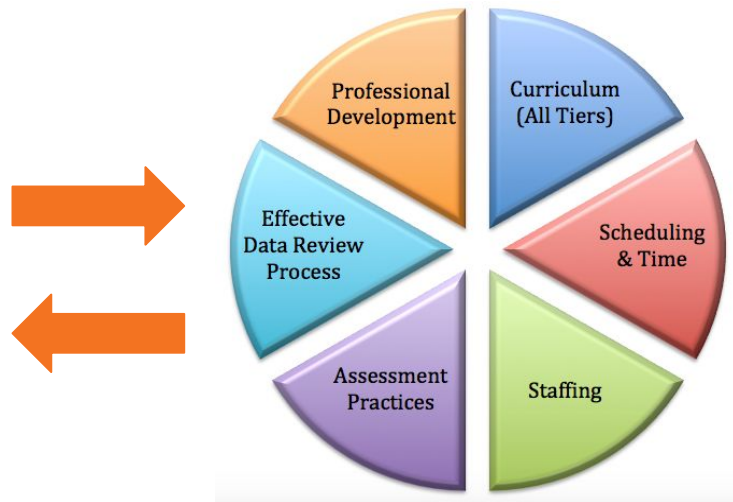 Professional
Development
Curriculum
(All Tiers)
Effective
Data Review
Process
Scheduling
& Time
Assessment
Practices
Staffing